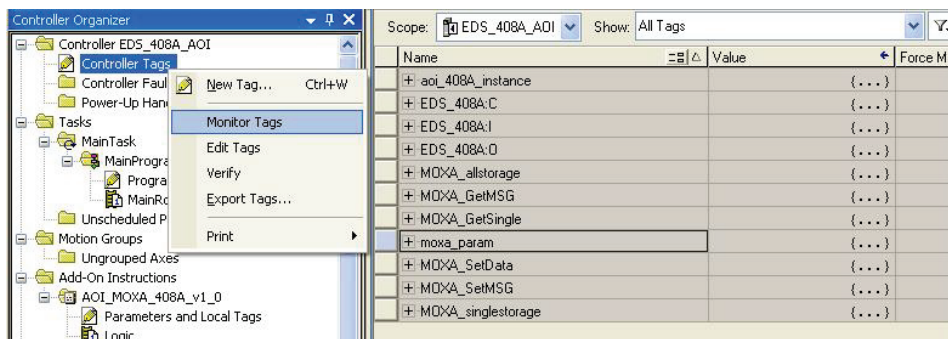 Controller Organizer
Controller EDS_408A_AOI
Controller Tags
Controller Faul
Power-Up Han
Tasks
MainTask
MainProgra
Progra
MainRo
Unscheduled P
Motion Groups
Ungrouped Axes
Add-On Instructions
AOI_MOXA_408A_v1_0
Parameters and Local Tags
Logic
New Tag... Ctrl+W
Monitor Tags
Edit Tags
Verify
Export Tags...
Print
Scope: EDS_408A_AOI Show: All Tags
Name Value Force M
aoi_408A_instance {...}
EDS_408A:C {...}
EDS_408A:I {...}
EDS_408A:O {...}
MOXA_allstorage {...}
MOXA_GetMSG {...}
MOXA_GetSingle {...}
moxa_param {...}
MOXA_SetData {...}
MOXA_SetMSG {...}
MOXA_singlestorage {...}